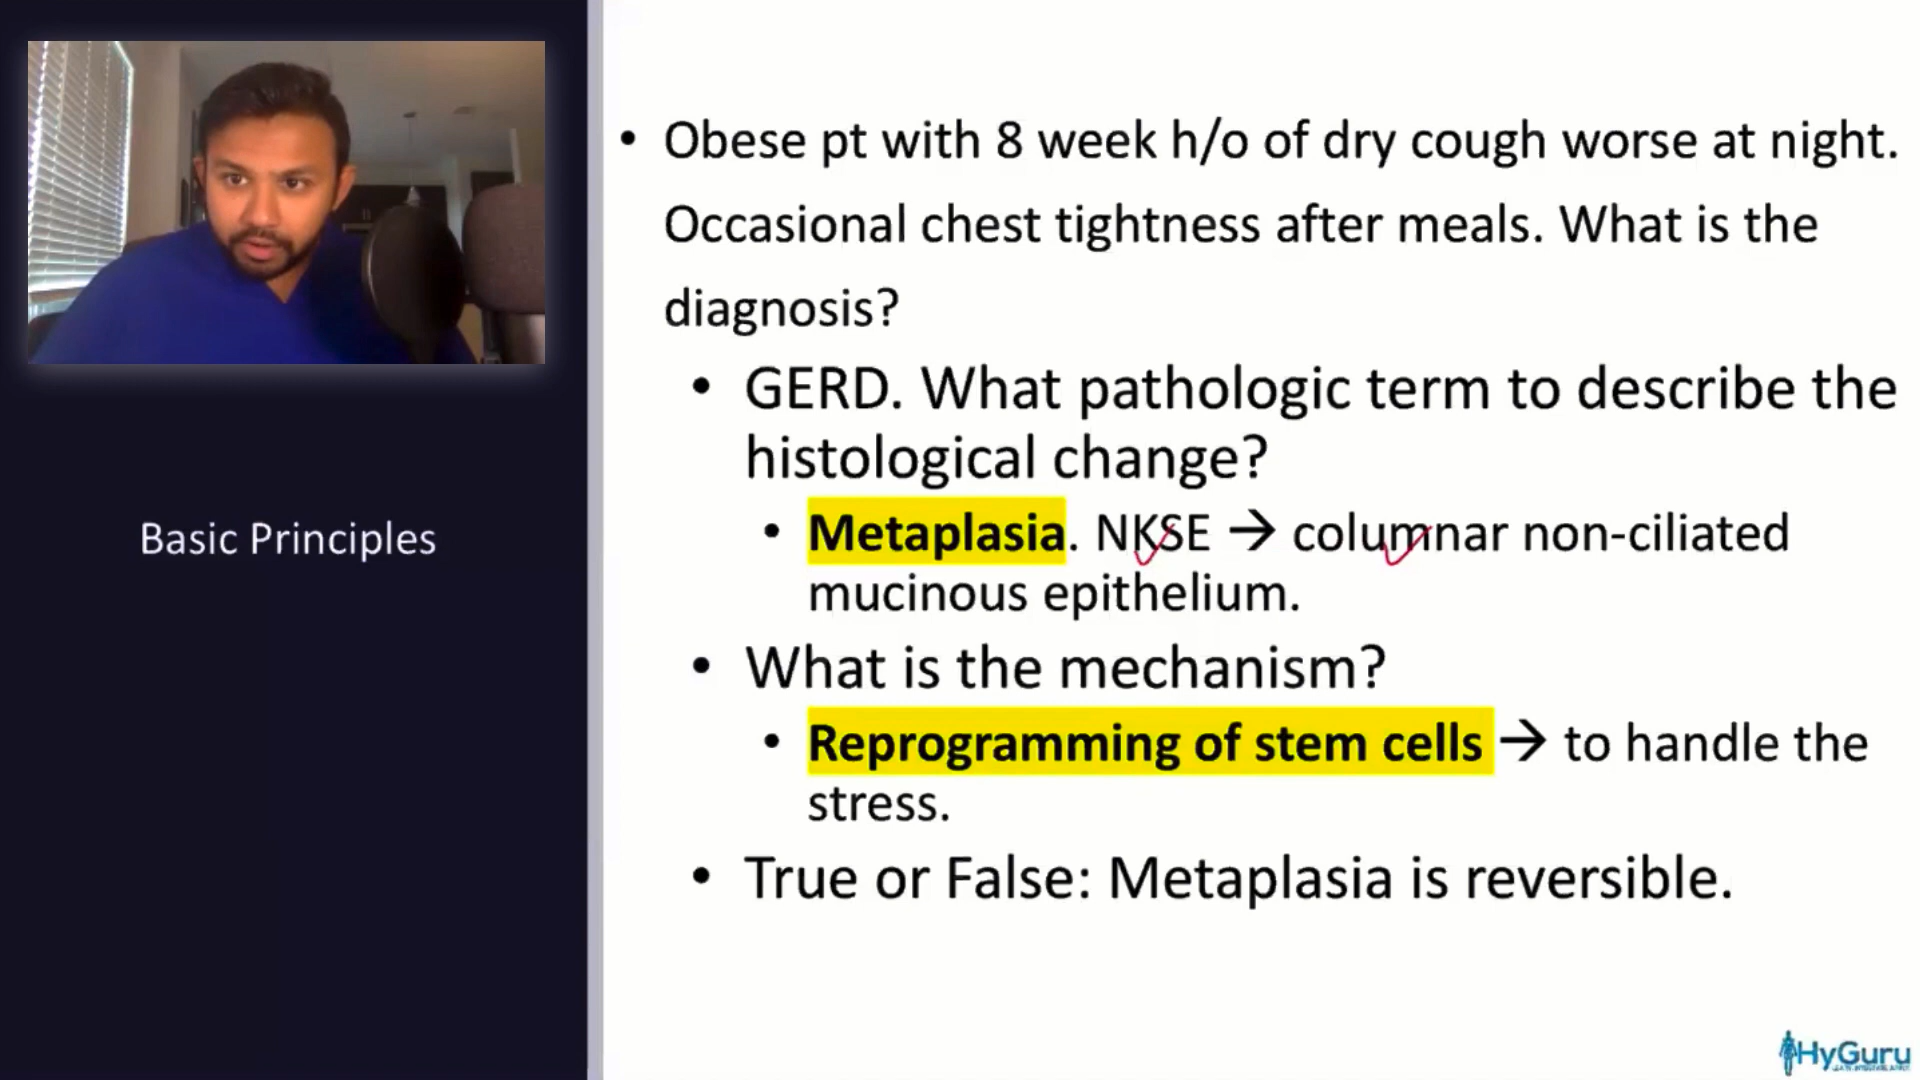 Basic Principles
• Obese pt with 8 week h/o of dry cough worse at night.
Occasional chest tightness after meals. What is the
diagnosis?
• GERD. What pathologic term to describe the
histological change?
• Metaplasia. NKSE → columnar non-ciliated
mucinous epithelium.
• What is the mechanism?
• Reprogramming of stem cells → to handle the
stress.
• True or False: Metaplasia is reversible.
HyGuru